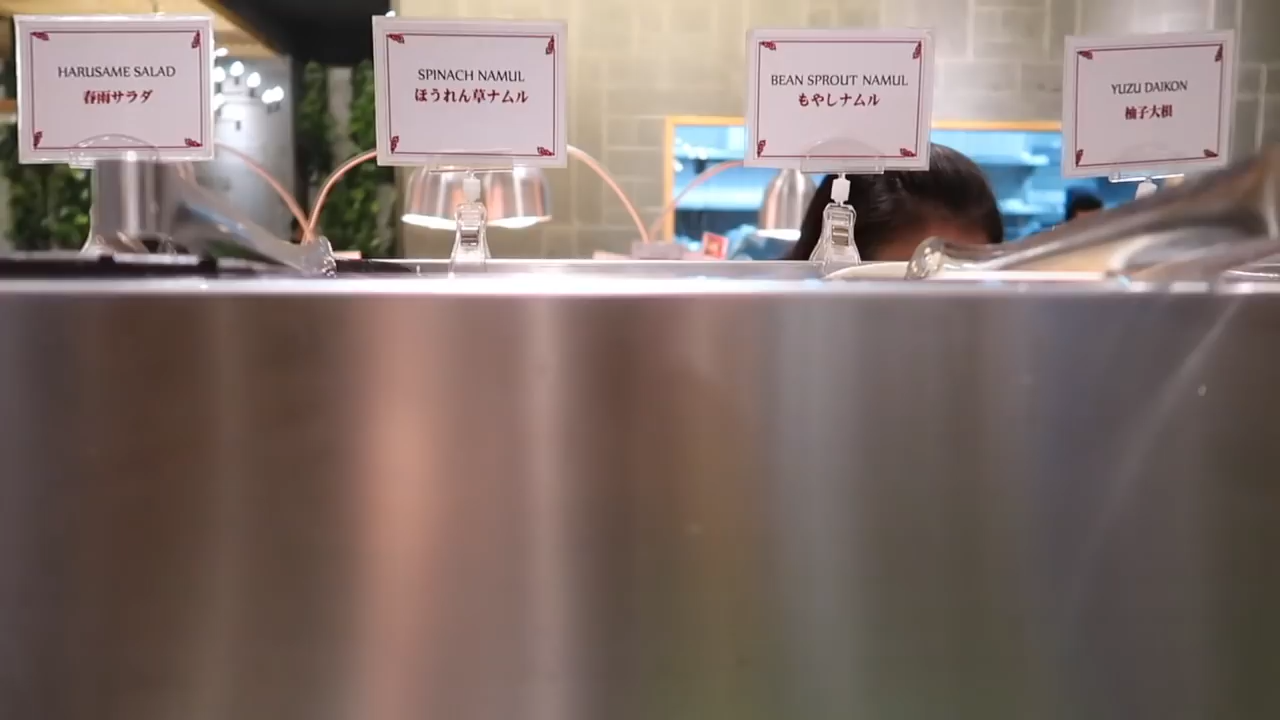 HARUSAME SALAD
春雨サラダ
SPINACH NAMUL
ほうれん草ナムル
BEAN SPROUT NAMUL
もやしナムル
YUZU DAIKON
柚子大根